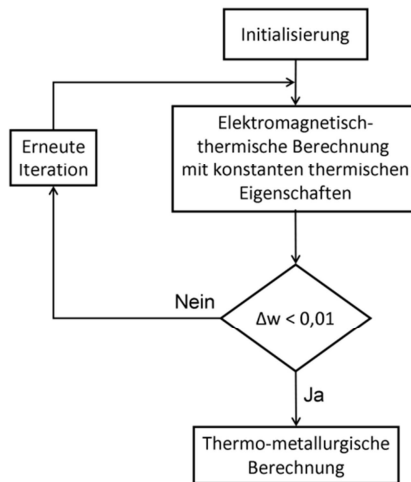 Initialisierung
Elektromagnetisch-
thermische Berechnung
mit konstanten thermischen
Eigenschaften
Erneute
Iteration
Nein
Δw < 0,01
Ja
Thermo-metallurgische
Berechnung